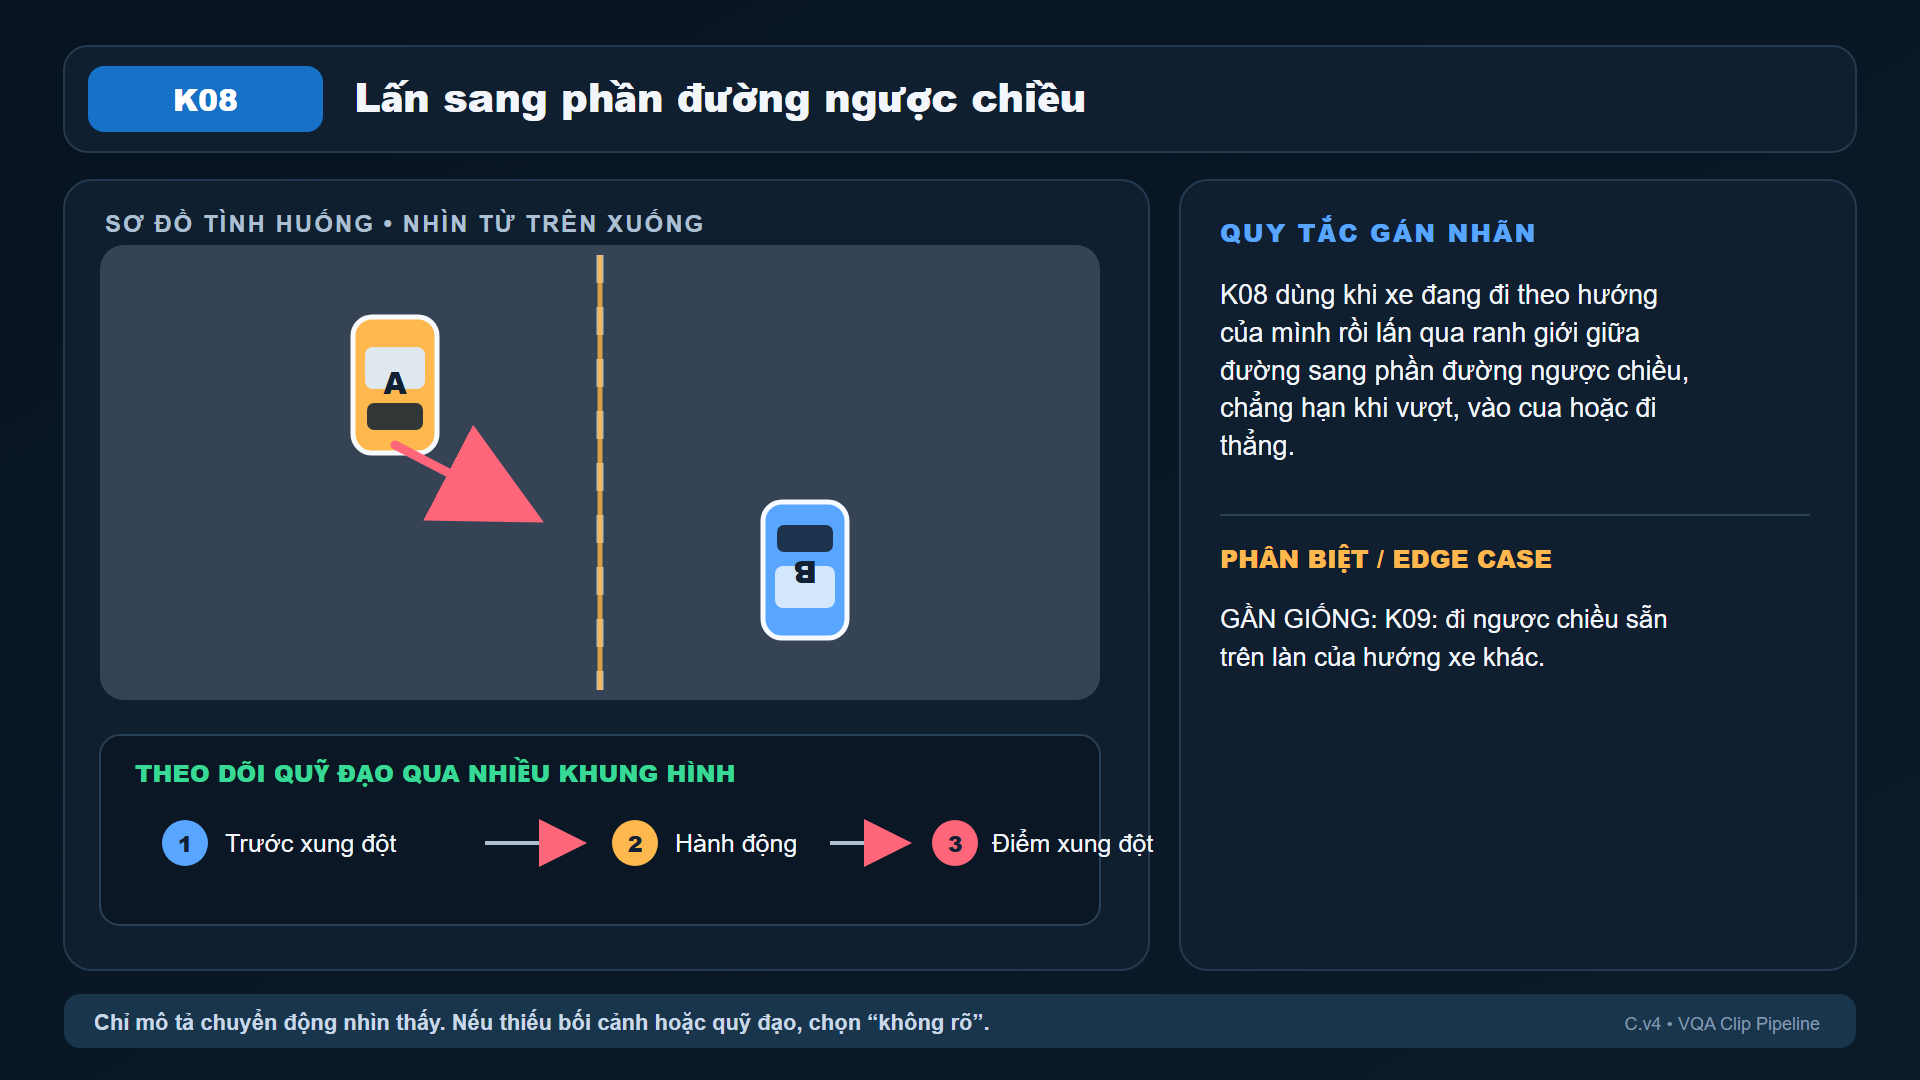 K08
Lấn sang phần đường ngược chiều
SƠ ĐỒ TÌNH HUỐNG • NHÌN TỪ TRÊN XUỐNG
A
B
THEO DÕI QUỸ ĐẠO QUA NHIỀU KHUNG HÌNH
1 Trước xung đột
2 Hành động
3 Điểm xung đột
QUY TẮC GÁN NHÃN
K08 dùng khi xe đang đi theo hướng
của mình rồi lấn qua ranh giới giữa
đường sang phần đường ngược chiều,
chẳng hạn khi vượt, vào cua hoặc đi
thẳng.
PHÂN BIỆT / EDGE CASE
GẦN GIỐNG: K09: đi ngược chiều sẵn
trên làn của hướng xe khác.
Chỉ mô tả chuyển động nhìn thấy. Nếu thiếu bối cảnh hoặc quỹ đạo, chọn “không rõ”.
C.v4 • VQA Clip Pipeline